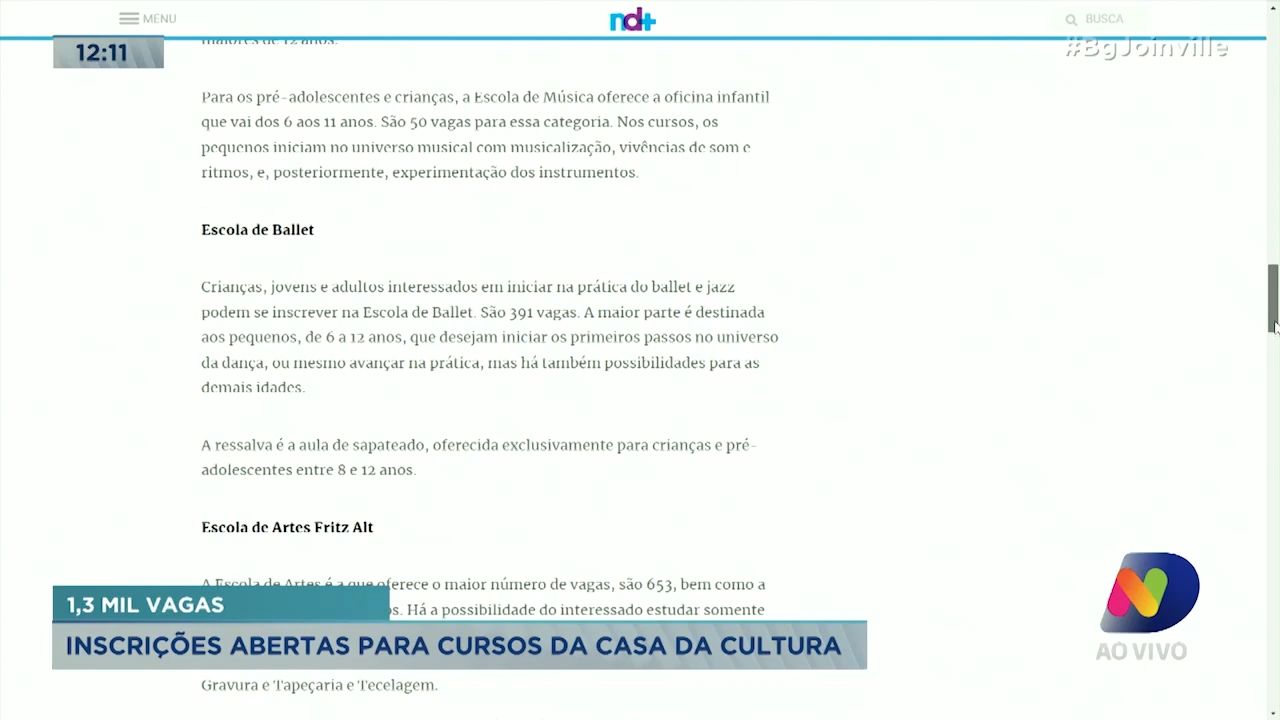 MENU
nd+
BUSCA
12:11
#BgJoinville
maiores de 12 anos.
Para os pré-adolescentes e crianças, a Escola de Música oferece a oficina infantil
que vai dos 6 aos 11 anos. São 50 vagas para essa categoria. Nos cursos, os
pequenos iniciam no universo musical com musicalização, vivências de som e
ritmos, e, posteriormente, experimentação dos instrumentos.
Escola de Ballet
Crianças, jovens e adultos interessados em iniciar na prática do ballet e jazz
podem se inscrever na Escola de Ballet. São 391 vagas. A maior parte é destinada
aos pequenos, de 6 a 12 anos, que desejam iniciar os primeiros passos no universo
da dança, ou mesmo avançar na prática, mas há também possibilidades para as
demais idades.
A ressalva é a aula de sapateado, oferecida exclusivamente para crianças e pré-
adolescentes entre 8 e 12 anos.
Escola de Artes Fritz Alt
A Escola de Artes é a que oferece o maior número de vagas, são 653, bem como a
Há a possibilidade do interessado estudar somente
1,3 MIL VAGAS
INSCRIÇÕES ABERTAS PARA CURSOS DA CASA DA CULTURA
Gravura e Tapeçaria e Tecelagem.
AO VIVO